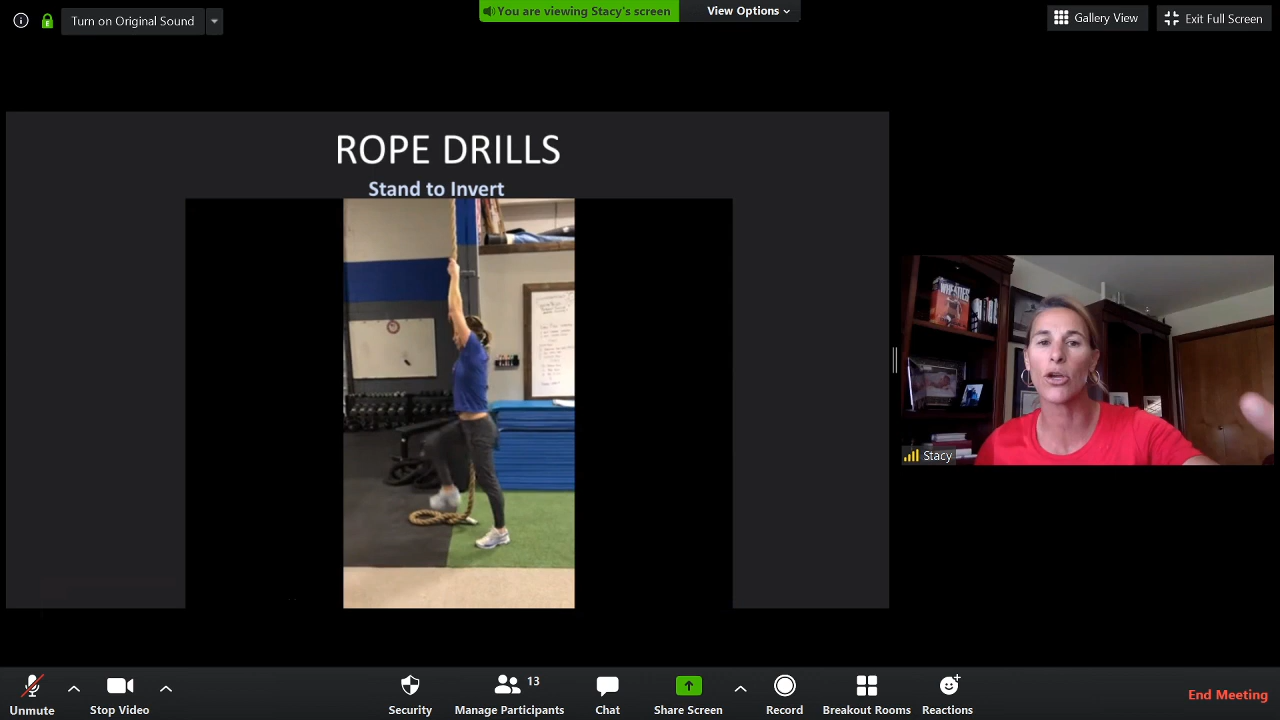 Turn on Original Sound
You are viewing Stacy's screen
View Options
Gallery View
Exit Full Screen
ROPE DRILLS
Stand to Invert
WHEATIES
Stacy
Unmute
Stop Video
Security
13
Manage Participants
Chat
Share Screen
Record
Breakout Rooms
Reactions
End Meeting